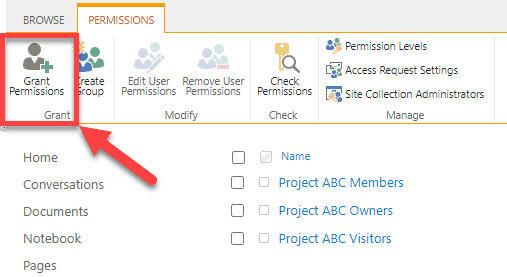 BROWSE PERMISSIONS
Grant Permissions
Create Group
Edit User Permissions
Remove User Permissions
Check Permissions
Permission Levels
Access Request Settings
Site Collection Administrators
Grant Modify Check Manage
Home
Name
Conversations
Project ABC Members
Documents
Project ABC Owners
Notebook
Project ABC Visitors
Pages